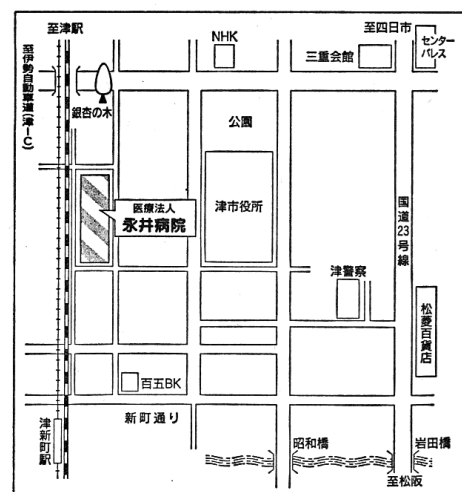 至津駅
至四日市
NHK
三重会館
センター
パレス
至伊勢自動車道(津IC)
銀杏の木
公園
医療法人
永井病院
津市役所
国道23号線
津警察
松菱百貨店
百五BK
新町通り
津新町駅
昭和橋
岩田橋
至松阪